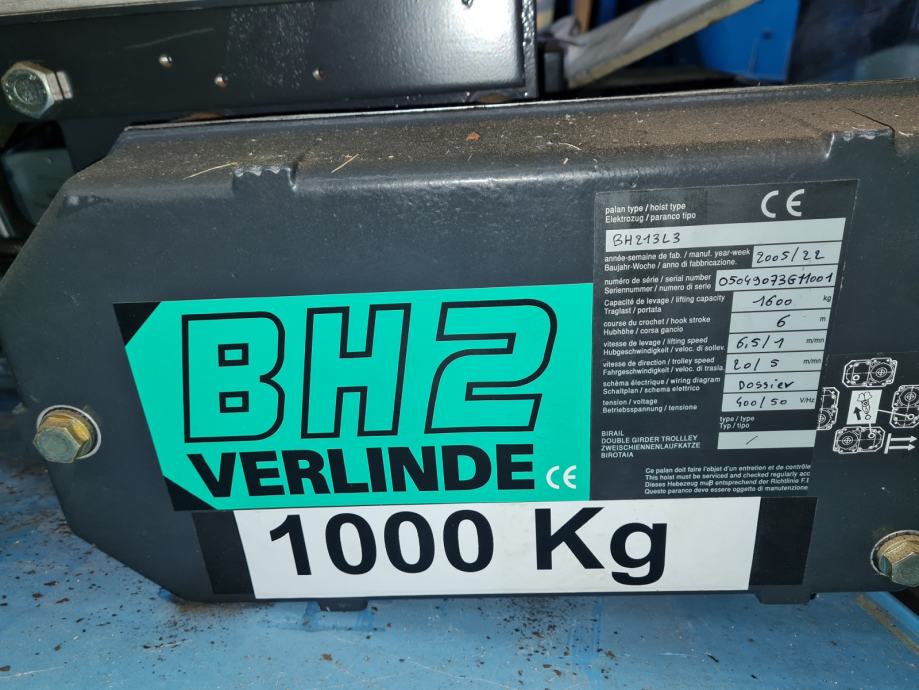 CE
palan type / hoist type
Elektrozug / paranco tipo
BH213L3
année-semaine de fab. / manuf. year-week
Baujahr-Woche / anno di fabbricazione.
2005/22
numéro de série / serial number
Seriennummer / numero di serie
Capacité de levage / lifting capacity
Traglast / portata
1600 kg
course du crochet / hook stroke
Hubhöhe / corsa gancio
6 m
vitesse de levage / lifting speed
Hubgeschwindigkeit / veloc. di sollev.
6,5/1 m/mn
vitesse de direction / trolley speed
Fahrgeschwindigkeit / veloc. di trasla.
20/5 m/mn
schéma électrique / wiring diagram
Schaltplan / schema elettrico
Dossier
tension / voltage
Betriebsspannung / tensione
400/50 V/Hz
type / type
Typ / tipo
/
BIRAIL
DOUBLE GIRDER TROLLLEY
ZWEISCHIENNENLAUFKATZE
BIROTAIA
Ce palan doit faire l'objet d'un entretien et de contrôle
This hoist must be serviced and checked regularly acc
Dieses Hebezeug muß entsprechend der Richtlinie F.E
Questo paranco deve essere oggetto di manutenzione
BH2
VERLINDE CE
1000 Kg